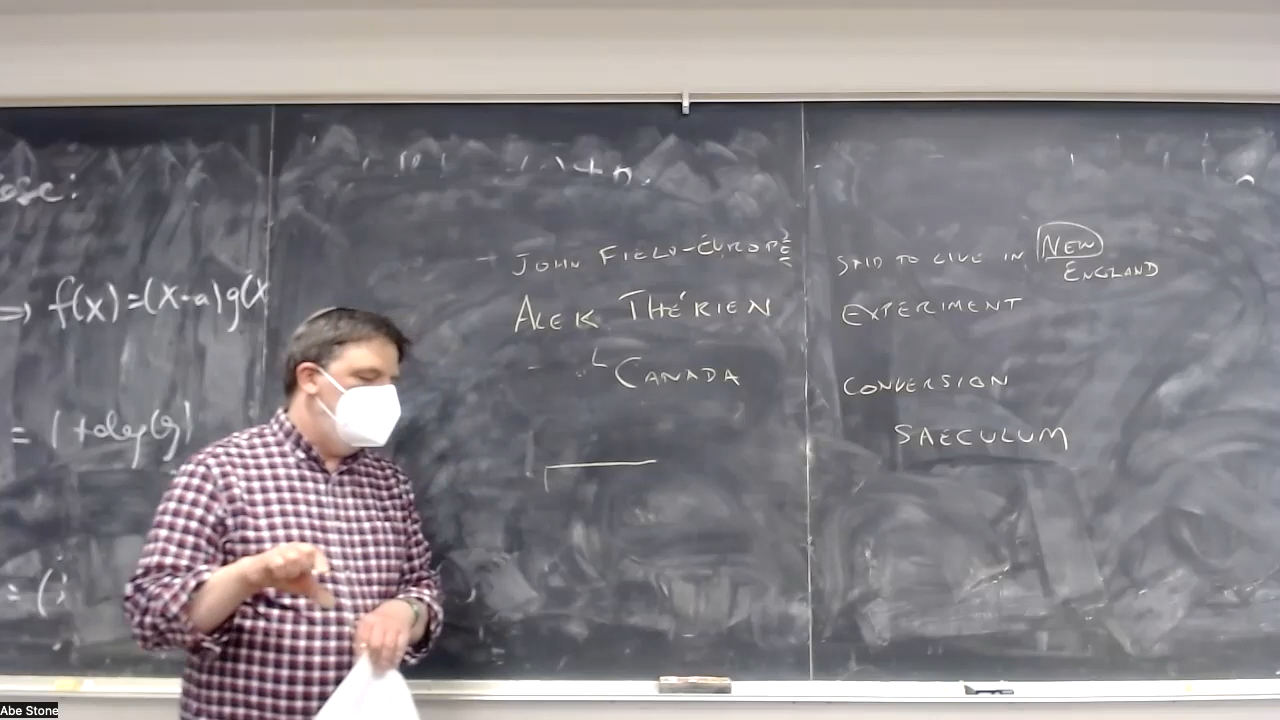 ose:
⇒ f(x)=(x-a)g(x
= 1+deg(g)
= (
JOHN FIELD-EUROPE
ALEK THÉRIEN
CANADA
SAID TO LIVE IN NEW
ENGLAND
EXPERIMENT
CONVERSION
SAECULUM
Abe Stone